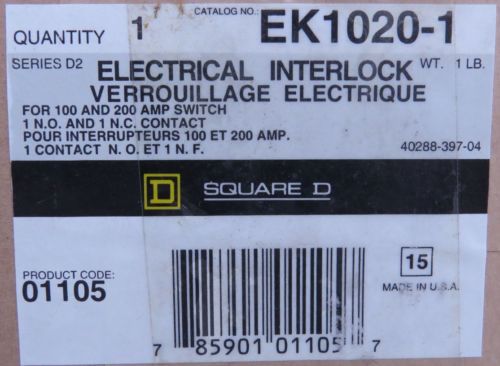 QUANTITY 1 CATALOG NO.: EK1020-1
SERIES D2 ELECTRICAL INTERLOCK WT. 1 LB.
VERROUILLAGE ELECTRIQUE
FOR 100 AND 200 AMP SWITCH
1 N.O. AND 1 N.C. CONTACT
POUR INTERRUPTEURS 100 ET 200 AMP.
1 CONTACT N. O. ET 1 N. F. 40288-397-04
D SQUARE D
15
PRODUCT CODE:
01105
MADE IN U.S.A.
7 85901 01105 7